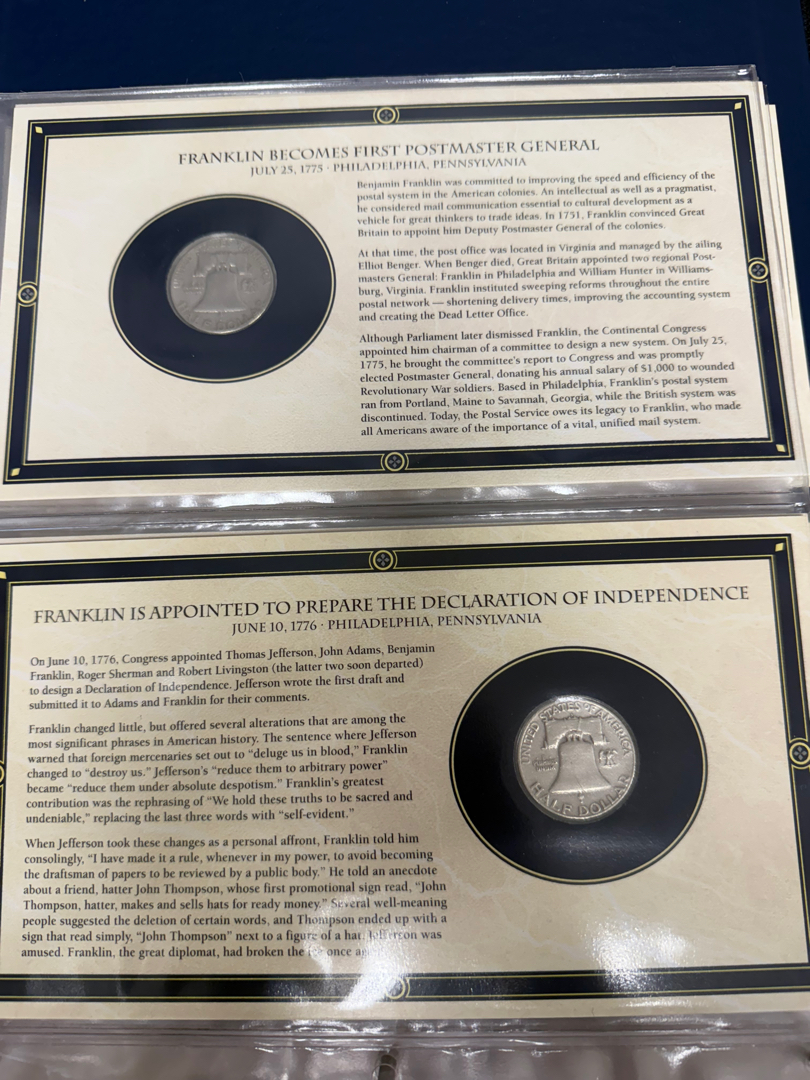 FRANKLIN BECOMES FIRST POSTMASTER GENERAL
JULY 25, 1775 · PHILADELPHIA, PENNSYLVANIA
Benjamin Franklin was committed to improving the speed and efficiency of the
postal system in the American colonies. An intellectual as well as a pragmatist,
he considered mail communication essential to cultural development as a
vehicle for great thinkers to trade ideas. In 1751, Franklin convinced Great
Britain to appoint him Deputy Postmaster General of the colonies.
At that time, the post office was located in Virginia and managed by the ailing
Elliot Benger. When Benger died, Great Britain appointed two regional Post-
masters General: Franklin in Philadelphia and William Hunter in Williams-
burg, Virginia. Franklin instituted sweeping reforms throughout the entire
postal network — shortening delivery times, improving the accounting system
and creating the Dead Letter Office.
Although Parliament later dismissed Franklin, the Continental Congress
appointed him chairman of a committee to design a new system. On July 25,
1775, he brought the committee's report to Congress and was promptly
elected Postmaster General, donating his annual salary of $1,000 to wounded
Revolutionary War soldiers. Based in Philadelphia, Franklin's postal system
ran from Portland, Maine to Savannah, Georgia, while the British system was
discontinued. Today, the Postal Service owes its legacy to Franklin, who made
all Americans aware of the importance of a vital, unified mail system.
HALF DOLLAR
FRANKLIN IS APPOINTED TO PREPARE THE DECLARATION OF INDEPENDENCE
JUNE 10, 1776 · PHILADELPHIA, PENNSYLVANIA
On June 10, 1776, Congress appointed Thomas Jefferson, John Adams, Benjamin
Franklin, Roger Sherman and Robert Livingston (the latter two soon departed)
to design a Declaration of Independence. Jefferson wrote the first draft and
submitted it to Adams and Franklin for their comments.
Franklin changed little, but offered several alterations that are among the
most significant phrases in American history. The sentence where Jefferson
warned that foreign mercenaries set out to “deluge us in blood,” Franklin
changed to “destroy us.” Jefferson's “reduce them to arbitrary power”
became “reduce them under absolute despotism.” Franklin's greatest
contribution was the rephrasing of “We hold these truths to be sacred and
undeniable,” replacing the last three words with “self-evident.”
When Jefferson took these changes as a personal affront, Franklin told him
consolingly, “I have made it a rule, whenever in my power, to avoid becoming
the draftsman of papers to be reviewed by a public body.” He told an anecdote
about a friend, hatter John Thompson, whose first promotional sign read, “John
Thompson, hatter, makes and sells hats for ready money.” Several well-meaning
people suggested the deletion of certain words, and Thompson ended up with a
sign that read simply, “John Thompson” next to a figure of a hat. Jefferson was
amused. Franklin, the great diplomat, had broken the ice once
UNITED STATES OF AMERICA
HALF DOLLAR